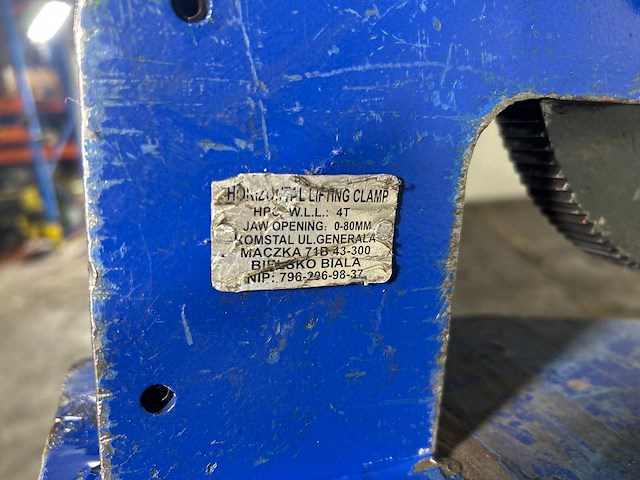 HORIZONTAL LIFTING CLAMP
W.L.L.: 4T
JAW OPENING: 0-80MM
KOMSTAL UL.GENERALA
MACZKA 71B 43-300
BIELSKO BIALA
NIP: 796-296-98-37